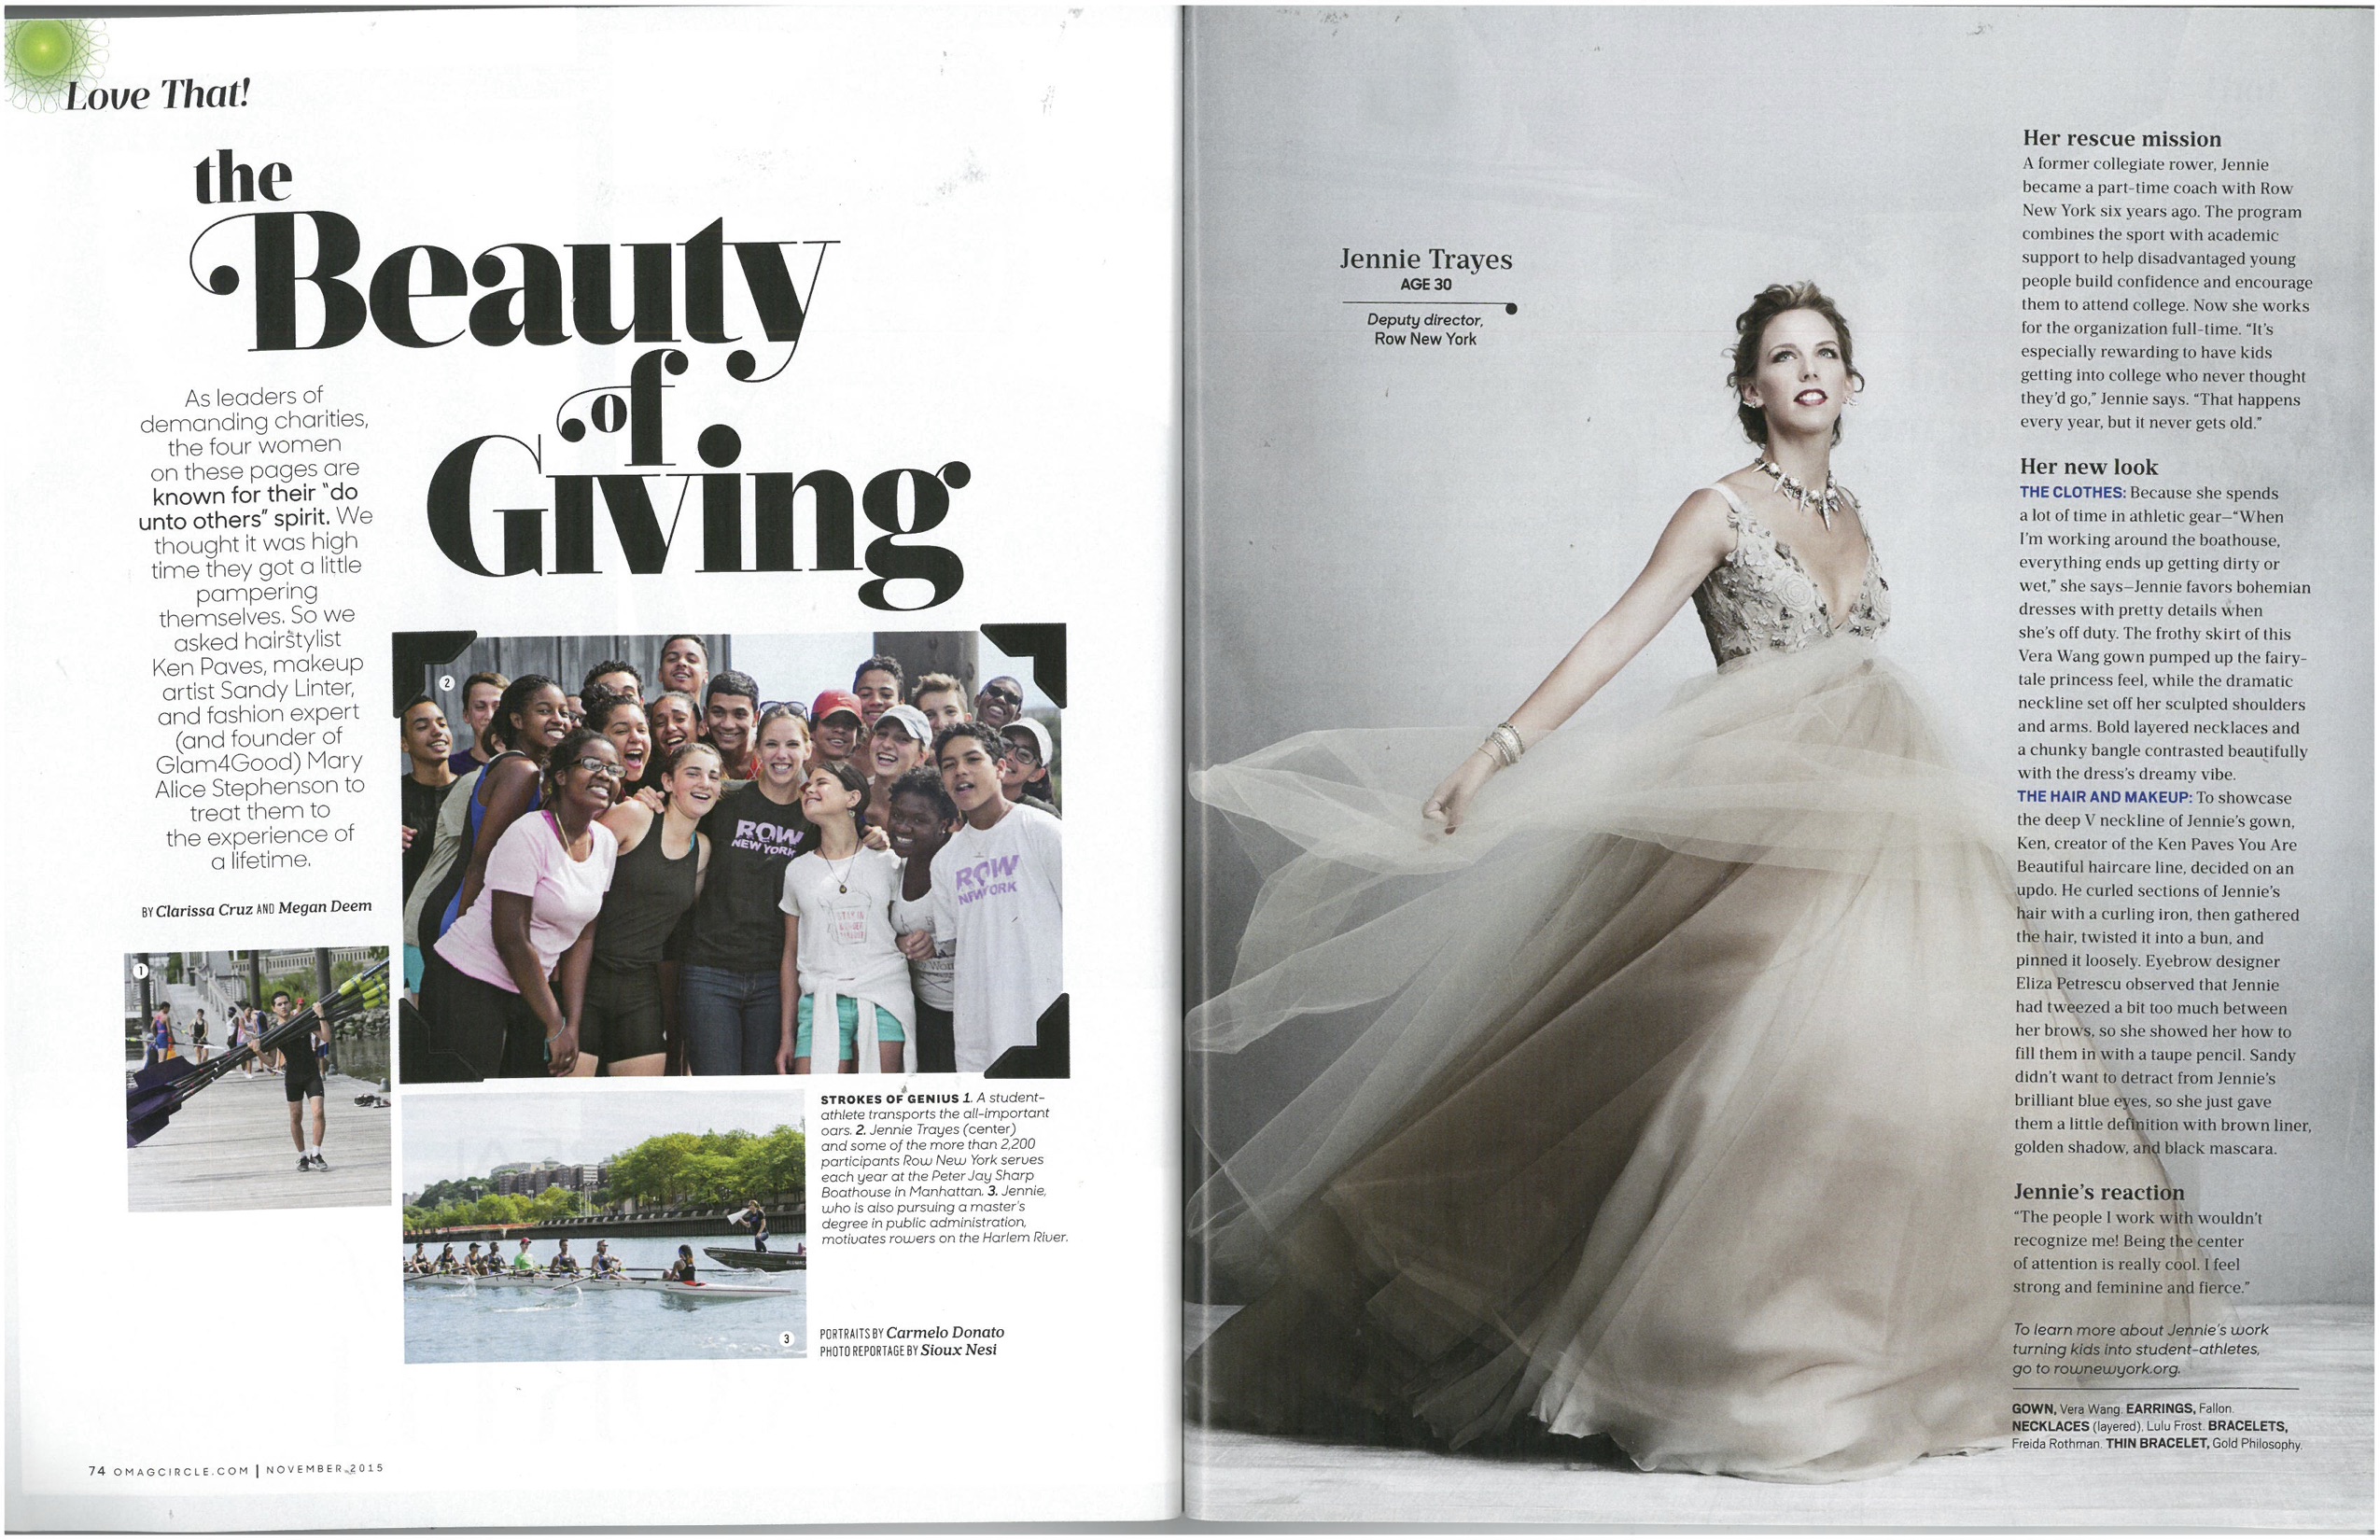 Love That!
the
Beauty
of
Giving
As leaders of
demanding charities,
the four women
on these pages are
known for their "do
unto others" spirit. We
thought it was high
time they got a little
pampering
themselves. So we
asked hairstylist
Ken Paves, makeup
artist Sandy Linter,
and fashion expert
(and founder of
Glam4Good) Mary
Alice Stephenson to
treat them to
the experience of
a lifetime.
BY Clarissa Cruz AND Megan Deem
1
2
ROW
NEW YORK
ROW
NEW YORK
3
STROKES OF GENIUS 1. A student-
athlete transports the all-important
oars. 2. Jennie Trayes (center)
and some of the more than 2,200
participants Row New York serves
each year at the Peter Jay Sharp
Boathouse in Manhattan. 3. Jennie,
who is also pursuing a master's
degree in public administration,
motivates rowers on the Harlem River.
PORTRAITS BY Carmelo Donato
PHOTO REPORTAGE BY Sioux Nesi
74 OMAGCIRCLE.COM | NOVEMBER 2015
Jennie Trayes
AGE 30
Deputy director,
Row New York
Her rescue mission
A former collegiate rower, Jennie
became a part-time coach with Row
New York six years ago. The program
combines the sport with academic
support to help disadvantaged young
people build confidence and encourage
them to attend college. Now she works
for the organization full-time. "It's
especially rewarding to have kids
getting into college who never thought
they'd go," Jennie says. "That happens
every year, but it never gets old."
Her new look
THE CLOTHES: Because she spends
a lot of time in athletic gear—"When
I'm working around the boathouse,
everything ends up getting dirty or
wet," she says—Jennie favors bohemian
dresses with pretty details when
she's off duty. The frothy skirt of this
Vera Wang gown pumped up the fairy-
tale princess feel, while the dramatic
neckline set off her sculpted shoulders
and arms. Bold layered necklaces and
a chunky bangle contrasted beautifully
with the dress's dreamy vibe.
THE HAIR AND MAKEUP: To showcase
the deep V neckline of Jennie's gown,
Ken, creator of the Ken Paves You Are
Beautiful haircare line, decided on an
updo. He curled sections of Jennie's
hair with a curling iron, then gathered
the hair, twisted it into a bun, and
pinned it loosely. Eyebrow designer
Eliza Petrescu observed that Jennie
had tweezed a bit too much between
her brows, so she showed her how to
fill them in with a taupe pencil. Sandy
didn't want to detract from Jennie's
brilliant blue eyes, so she just gave
them a little definition with brown liner,
golden shadow, and black mascara.
Jennie's reaction
"The people I work with wouldn't
recognize me! Being the center
of attention is really cool. I feel
strong and feminine and fierce."
To learn more about Jennie's work
turning kids into student-athletes,
go to rownewyork.org.
GOWN, Vera Wang. EARRINGS, Fallon.
NECKLACES (layered), Lulu Frost. BRACELETS,
Freida Rothman. THIN BRACELET, Gold Philosophy.